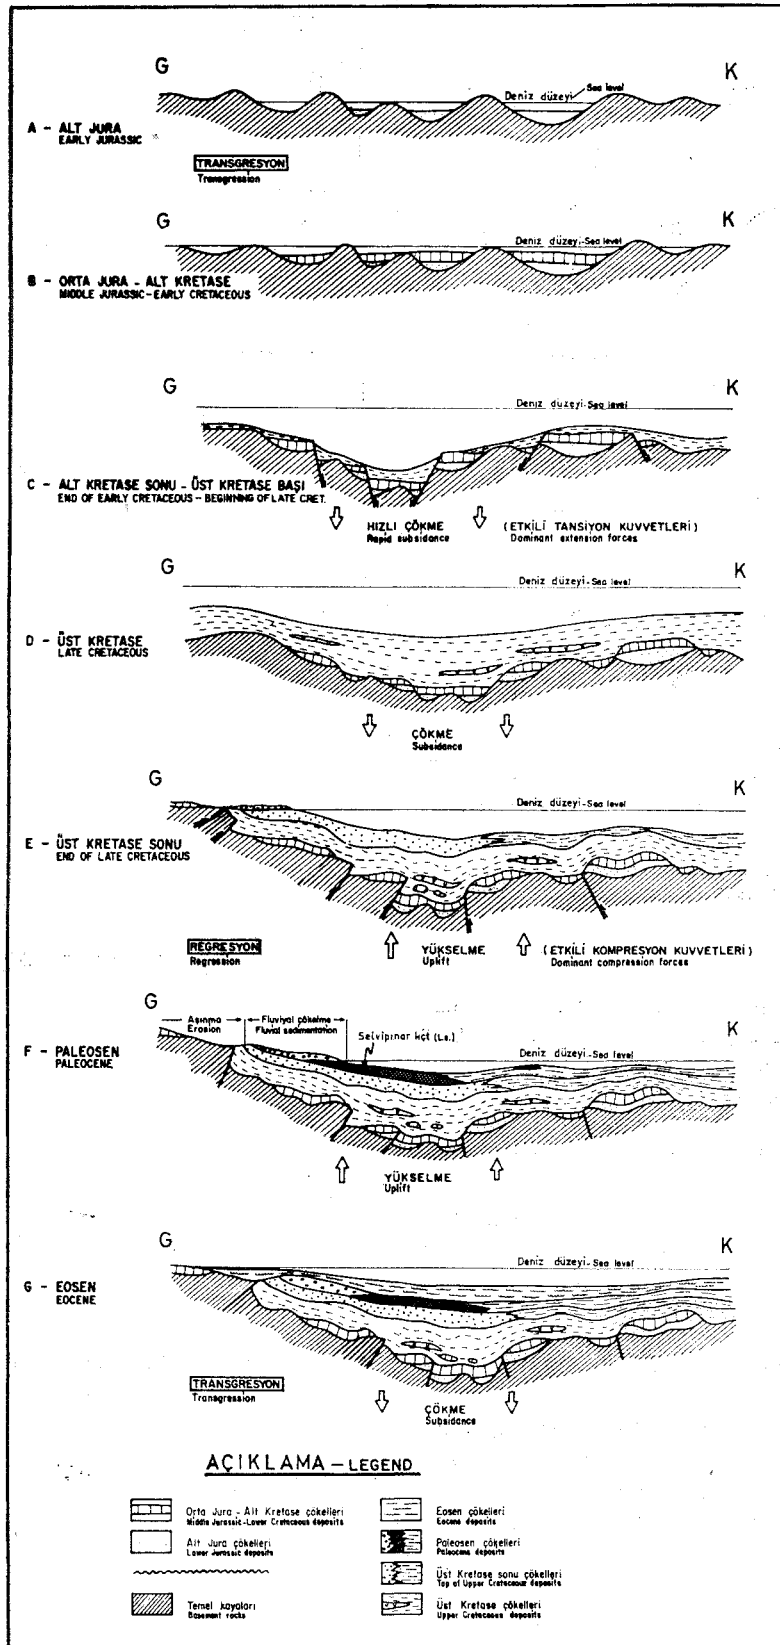 G
K
Deniz düzeyi Sea level
A - ALT JURA
EARLY JURASSIC
TRANSGRESYON
Transgression
G
K
Deniz düzeyi-Sea level
B - ORTA JURA - ALT KRETASE
MIDDLE JURASSIC-EARLY CRETACEOUS
G
K
Deniz düzeyi-Sea level
C - ALT KRETASE SONU - ÜST KRETASE BAŞI
END OF EARLY CRETACEOUS - BEGINNING OF LATE CRET.
HIZLI ÇÖKME
Rapid subsidance
(ETKİLİ TANSİYON KUVVETLERİ)
Dominant extension forces
G
K
Deniz düzeyi-Sea level
D - ÜST KRETASE
LATE CRETACEOUS
ÇÖKME
Subsidance
G
K
Deniz düzeyi-Sea level
E - ÜST KRETASE SONU
END OF LATE CRETACEOUS
REGRESYON
Regression
YÜKSELME
Uplift
(ETKİLİ KOMPRESYON KUVVETLERİ)
Dominant compression forces
G
K
Aşınma
Erosion
Fluviyal çökelme
Fluvial sedimentation
Selvipınar kçt (Ls.)
Deniz düzeyi-Sea level
F - PALEOSEN
PALEOCENE
YÜKSELME
Uplift
G
K
Deniz düzeyi-Sea level
G - EOSEN
EOCENE
TRANSGRESYON
Transgression
ÇÖKME
Subsidance
AÇIKLAMA - LEGEND
Orta Jura - Alt Kretase çökelleri
Middle Jurassic-Lower Cretaceous deposits
Alt Jura çökelleri
Lower Jurassic deposits
Temel kayaları
Basement rocks
Eosen çökelleri
Eocene deposits
Paleosen çökelleri
Paleocene deposits
Üst Kretase sonu çökelleri
Top of Upper Cretaceous deposits
Üst Kretase çökelleri
Upper Cretaceous deposits